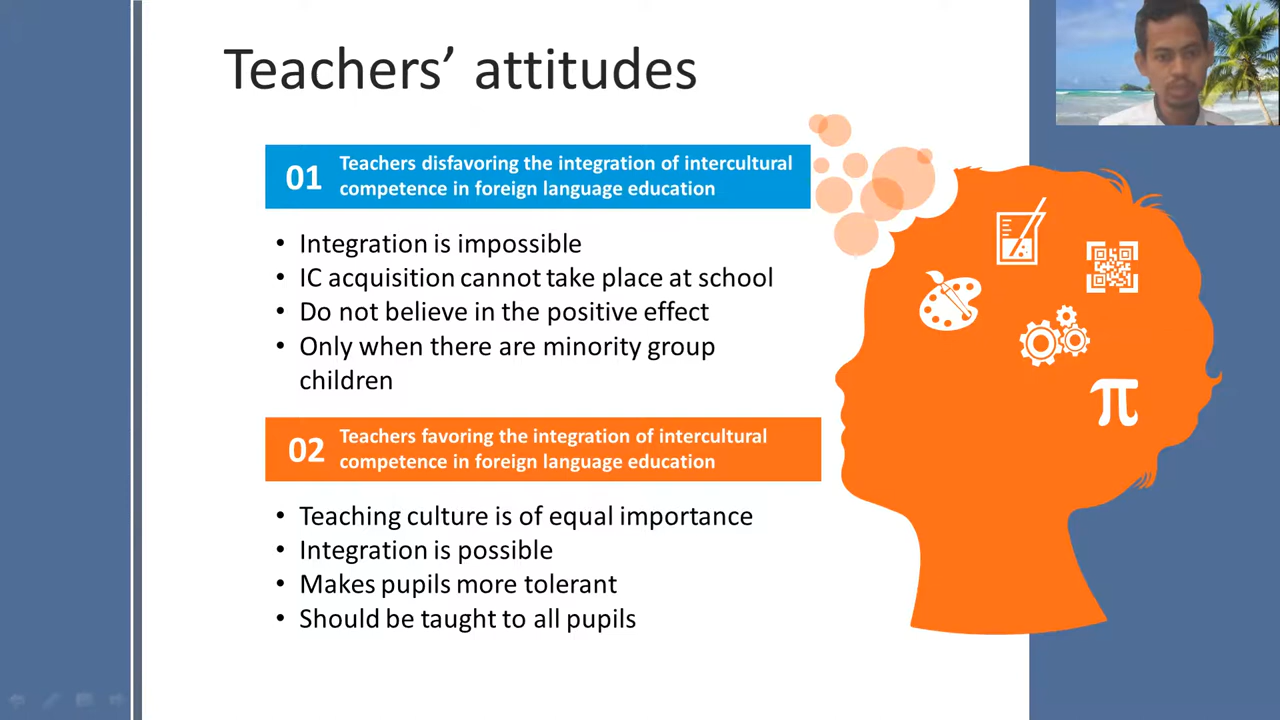 Teachers’ attitudes
01
Teachers disfavoring the integration of intercultural
competence in foreign language education
• Integration is impossible
• IC acquisition cannot take place at school
• Do not believe in the positive effect
• Only when there are minority group
children
02
Teachers favoring the integration of intercultural
competence in foreign language education
• Teaching culture is of equal importance
• Integration is possible
• Makes pupils more tolerant
• Should be taught to all pupils
π